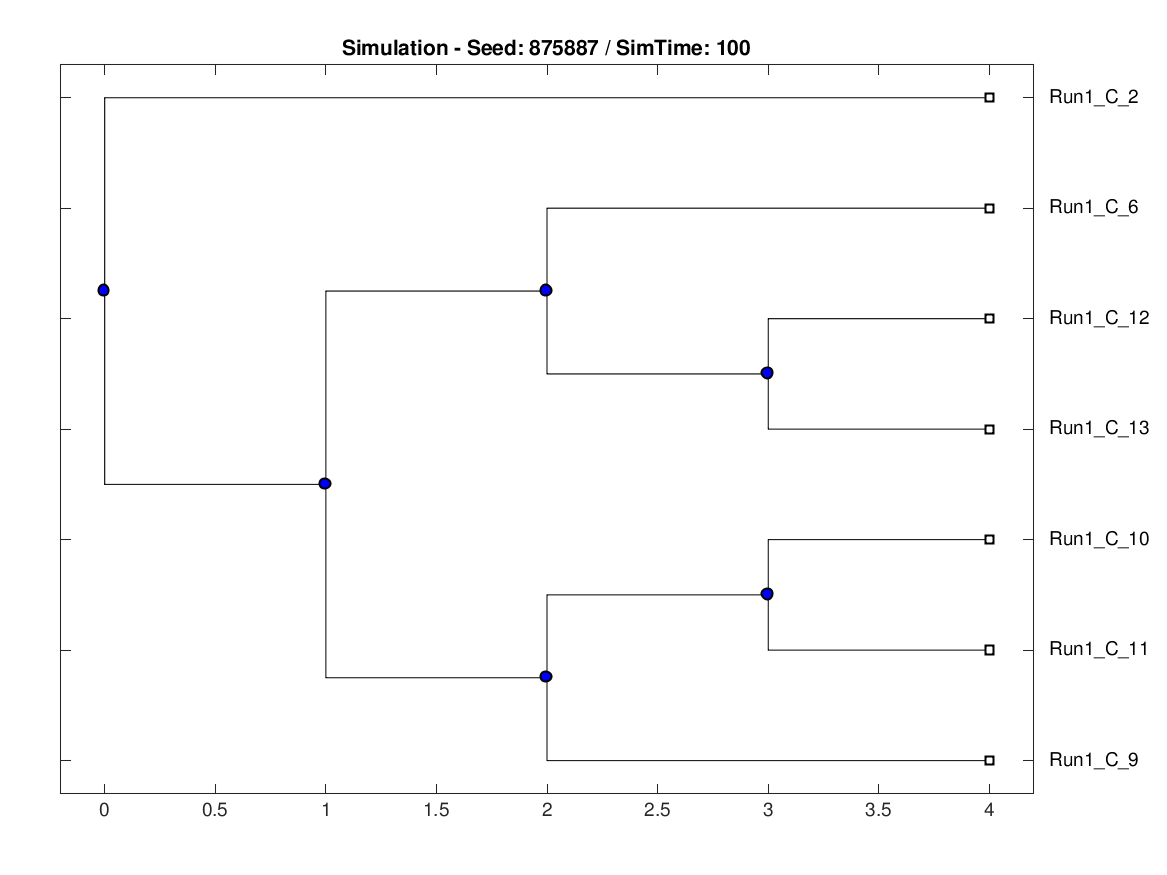 Simulation - Seed: 875887 / SimTime: 100
Run1_C_2
Run1_C_6
Run1_C_12
Run1_C_13
Run1_C_10
Run1_C_11
Run1_C_9
0 0.5 1 1.5 2 2.5 3 3.5 4